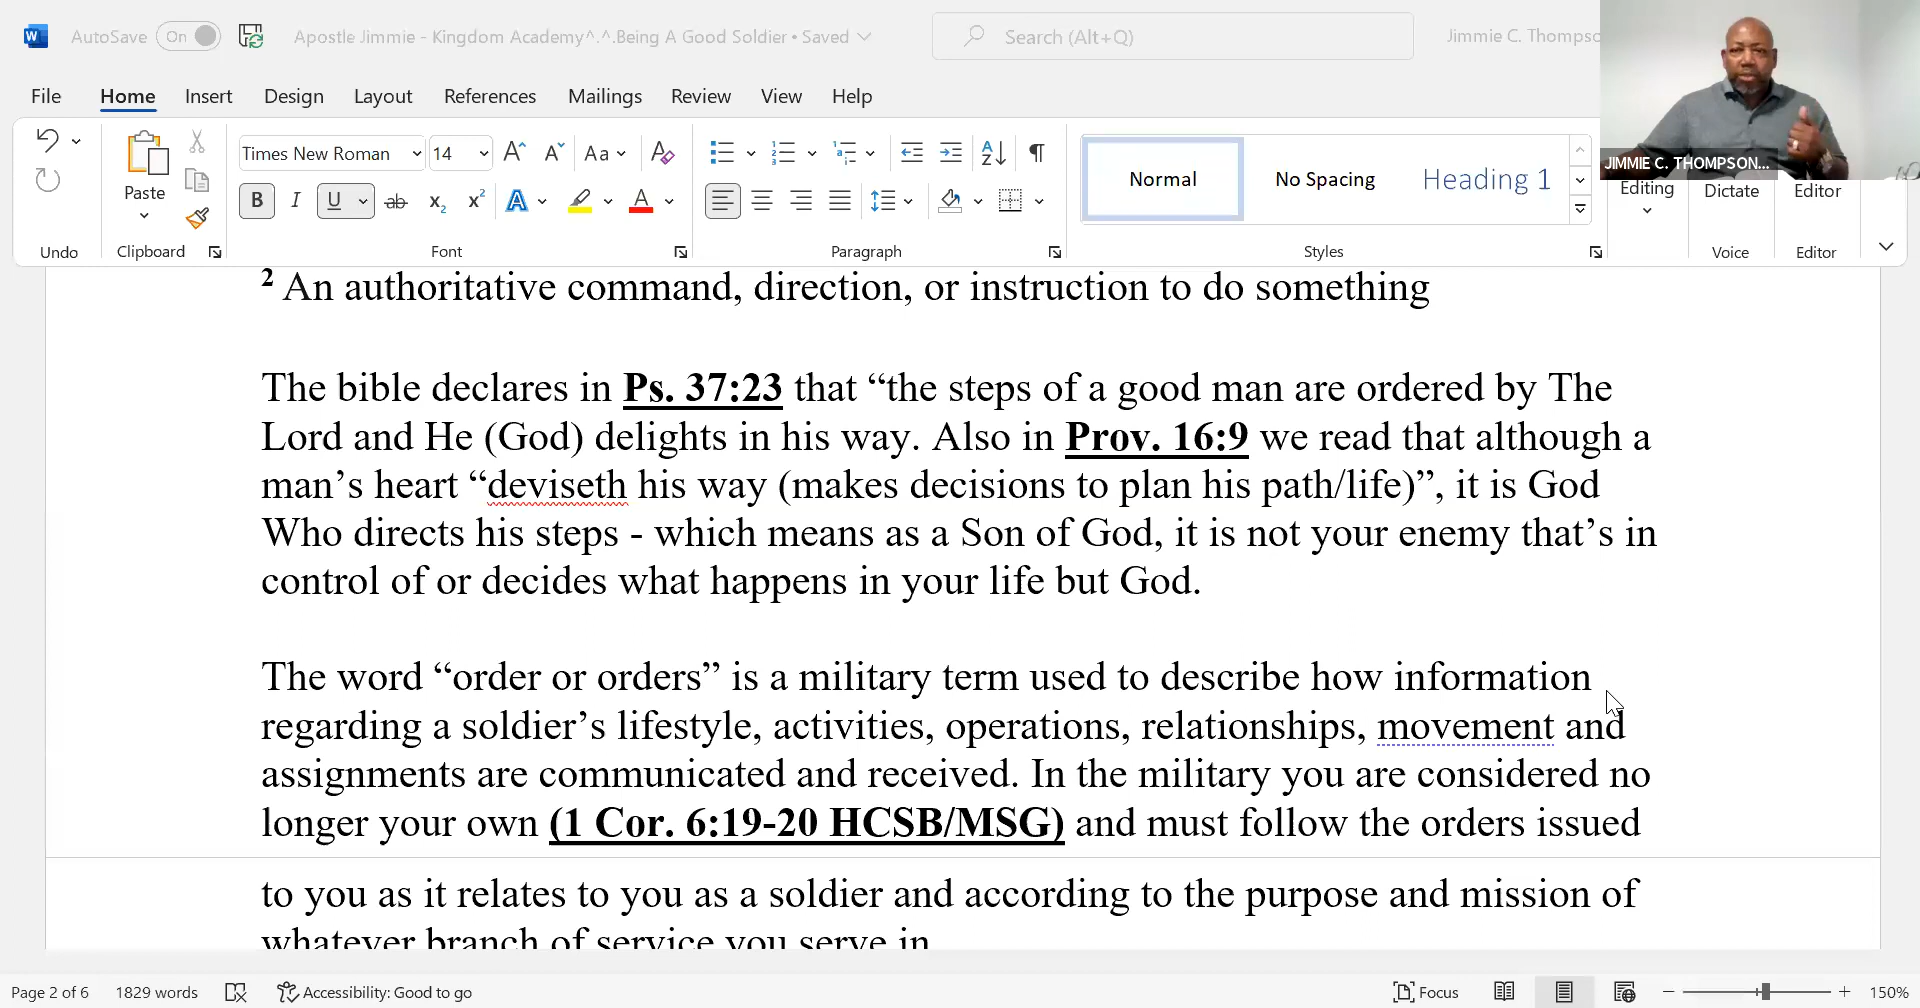 AutoSave On Apostle Jimmie - Kingdom Academy^.^.Being A Good Soldier • Saved Search (Alt+Q) Jimmie C. Thompso
File Home Insert Design Layout References Mailings Review View Help
Times New Roman 14 Aa
Paste
Normal No Spacing Heading 1
JIMMIE C. THOMPSON...
Editing Dictate Editor
Undo Clipboard Font Paragraph Styles Voice Editor
2 An authoritative command, direction, or instruction to do something
The bible declares in Ps. 37:23 that “the steps of a good man are ordered by The
Lord and He (God) delights in his way. Also in Prov. 16:9 we read that although a
man’s heart “deviseth his way (makes decisions to plan his path/life)”, it is God
Who directs his steps - which means as a Son of God, it is not your enemy that’s in
control of or decides what happens in your life but God.
The word “order or orders” is a military term used to describe how information
regarding a soldier’s lifestyle, activities, operations, relationships, movement and
assignments are communicated and received. In the military you are considered no
longer your own (1 Cor. 6:19-20 HCSB/MSG) and must follow the orders issued
to you as it relates to you as a soldier and according to the purpose and mission of
whatever branch of service you serve in
Page 2 of 6 1829 words Accessibility: Good to go Focus 150%